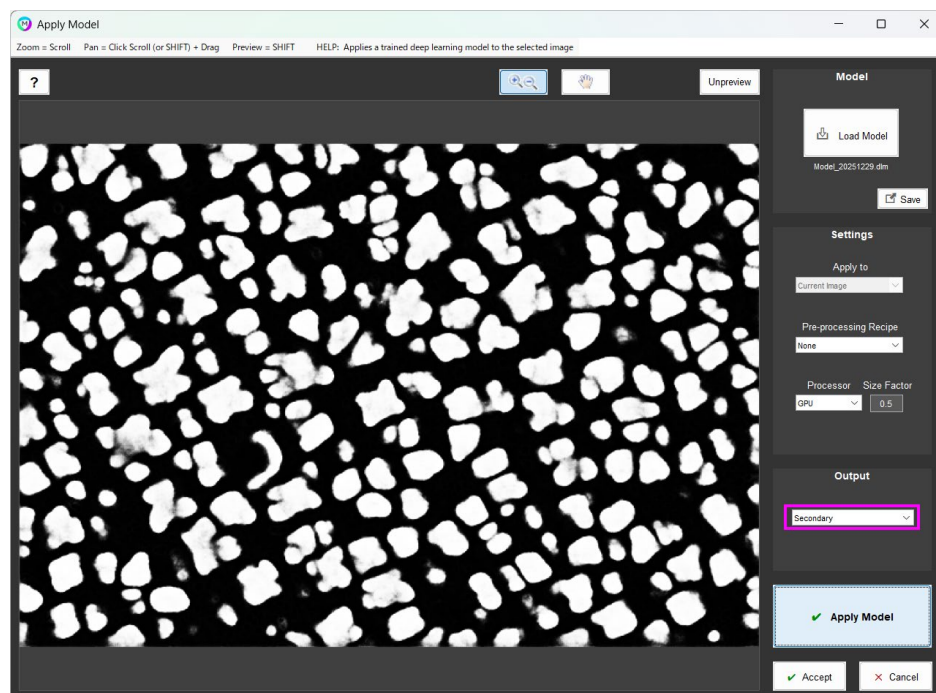 Apply Model
Zoom = Scroll Pan = Click Scroll (or SHIFT) + Drag Preview = SHIFT HELP: Applies a trained deep learning model to the selected image
?
Unpreview
Model
Load Model
Model_20251229.dlm
Save
Settings
Apply to
Current Image
Pre-processing Recipe
None
Processor Size Factor
GPU 0.5
Output
Secondary
✔ Apply Model
✔ Accept
✕ Cancel